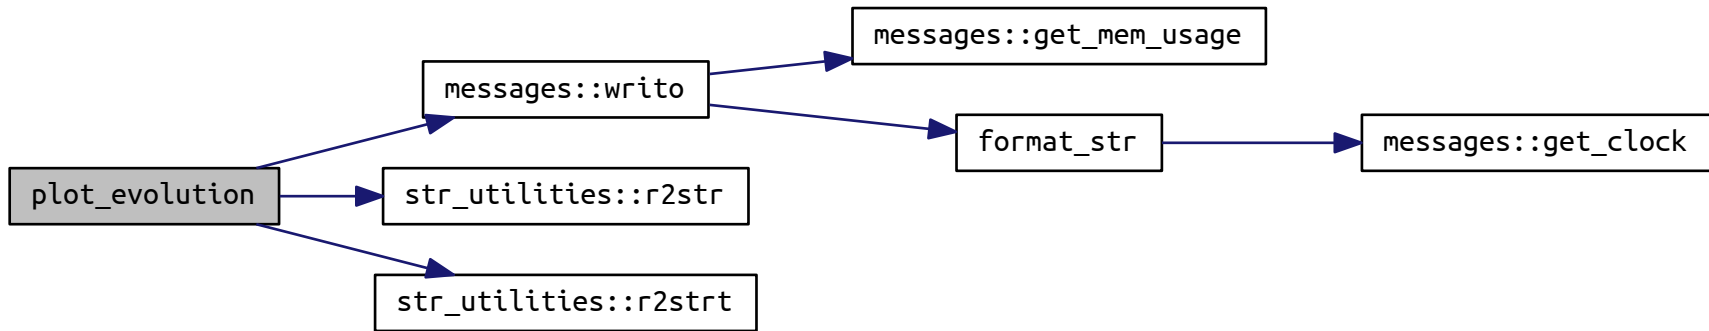 messages::get_mem_usage
messages::writo
format_str
messages::get_clock
plot_evolution
str_utilities::r2str
str_utilities::r2strt